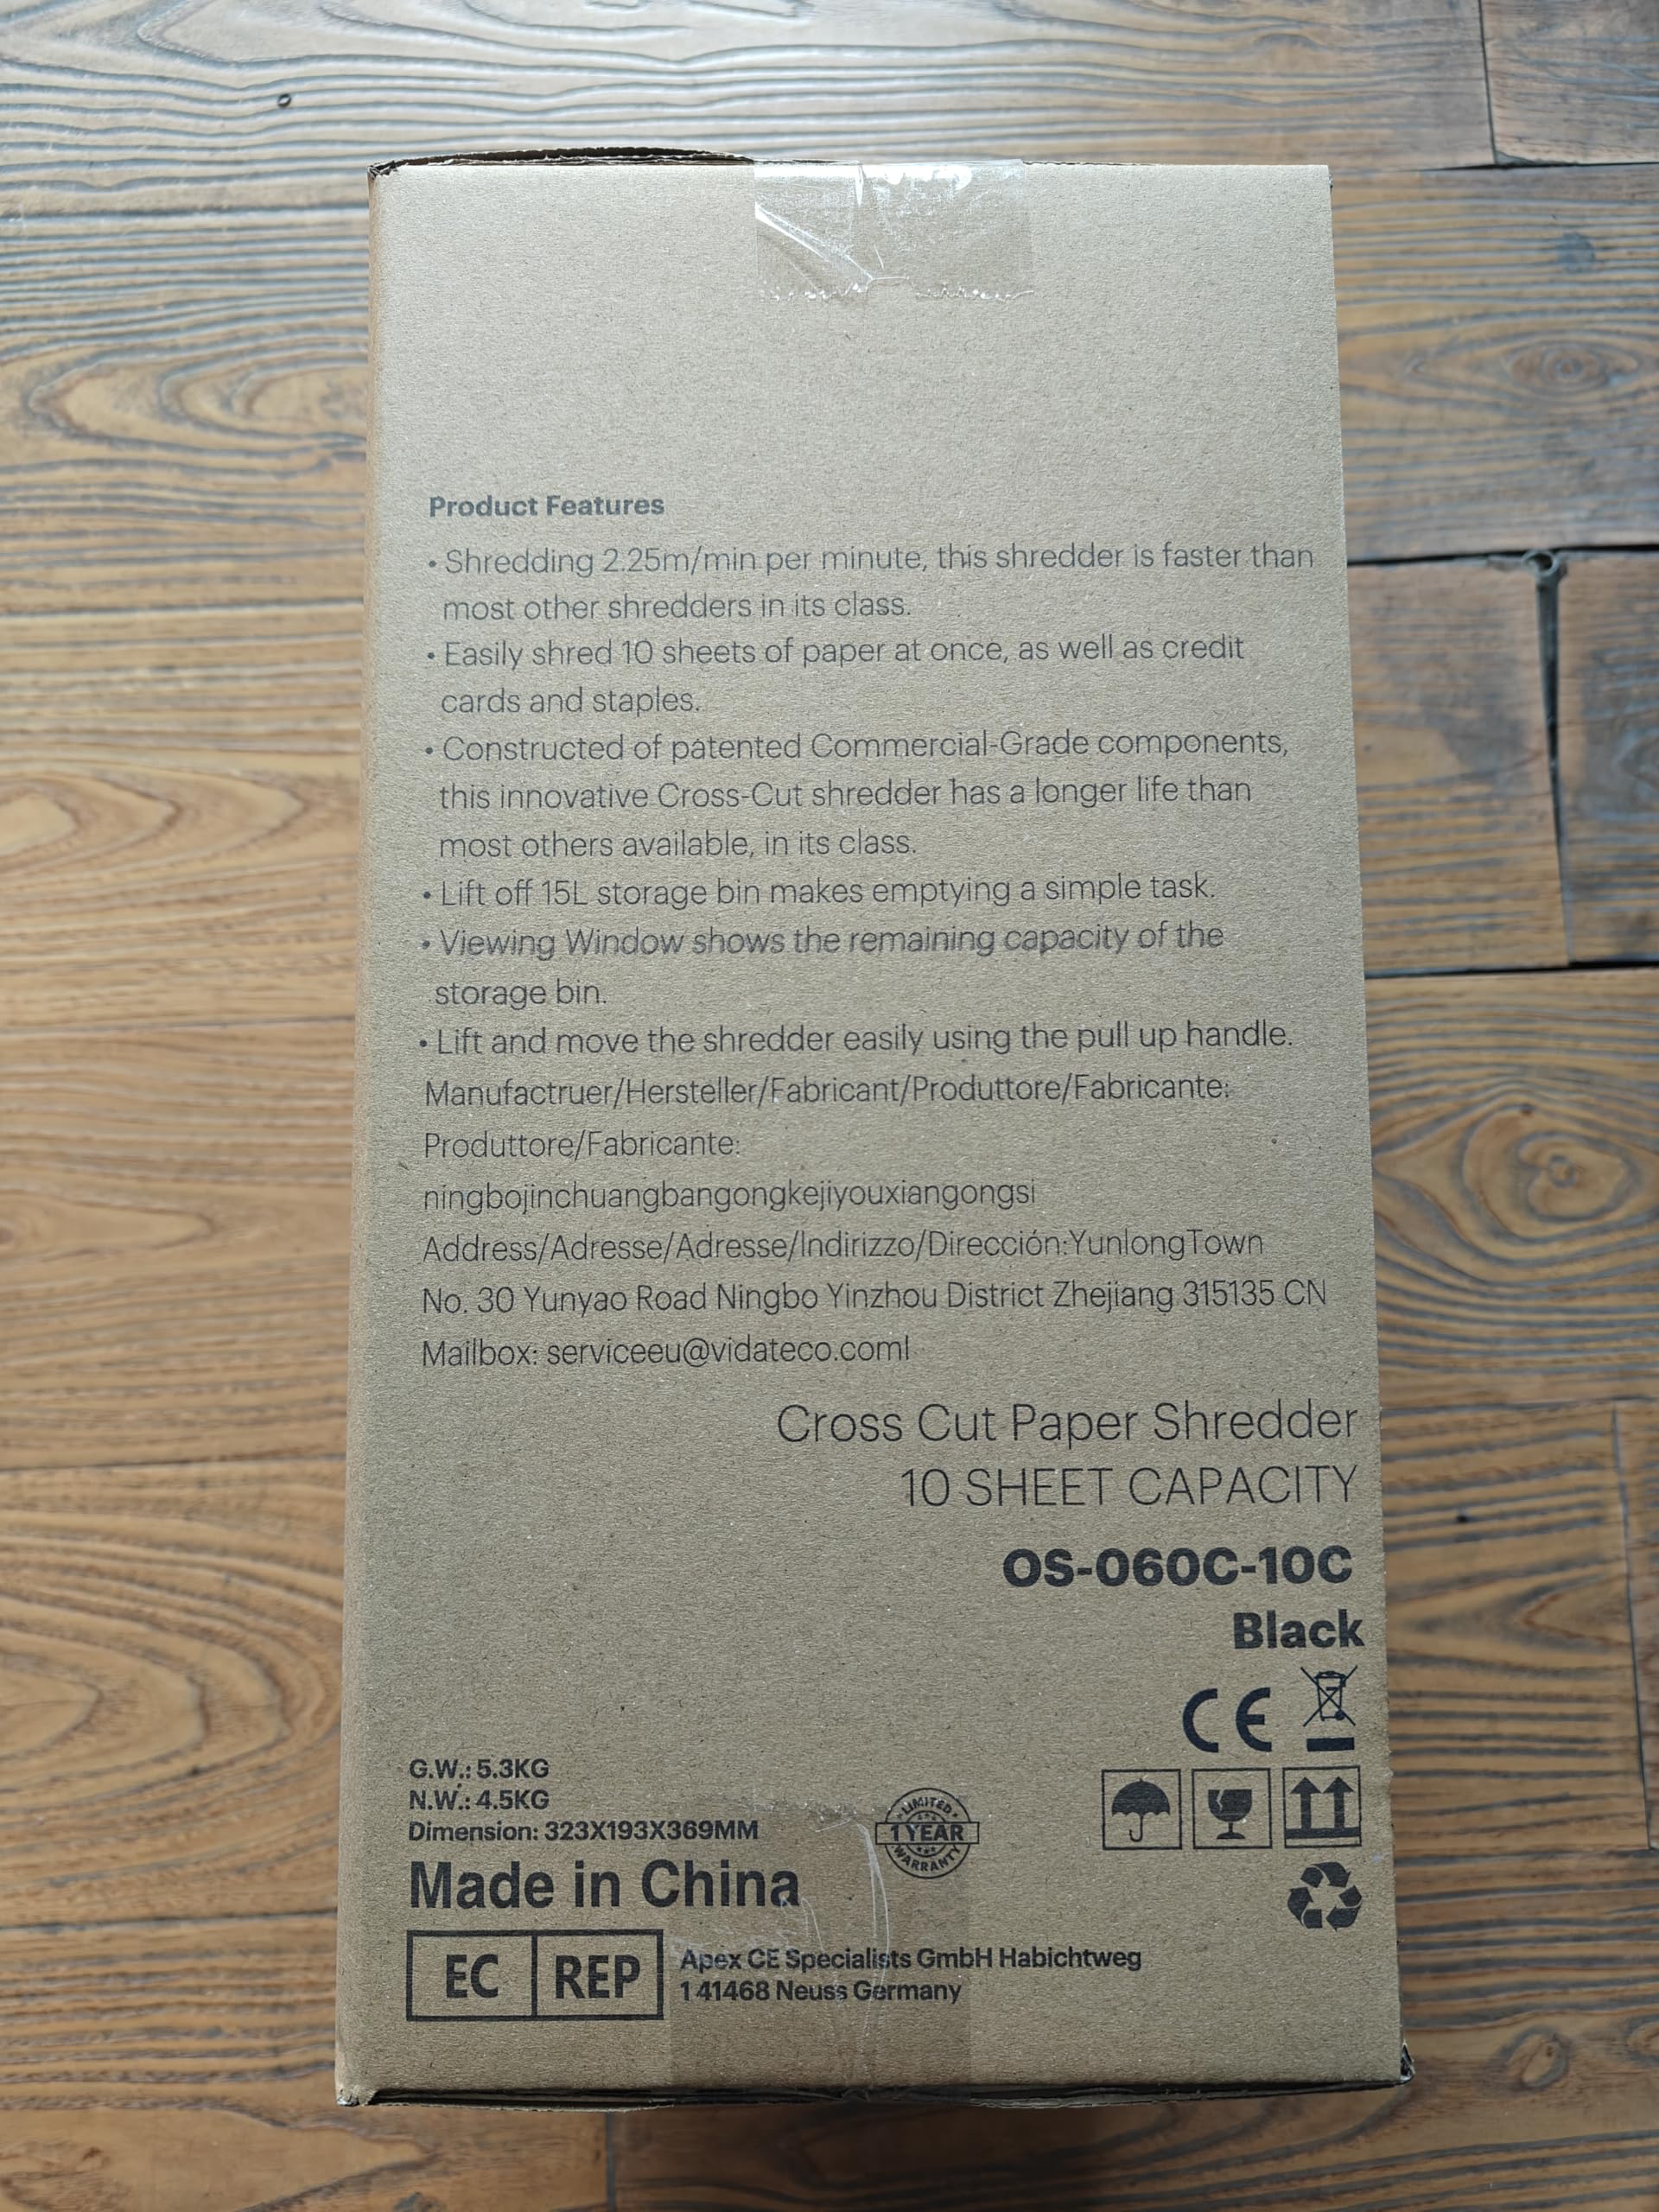 Product Features
• Shredding 2.25m/min per minute, this shredder is faster than
most other shredders in its class.
• Easily shred 10 sheets of paper at once, as well as credit
cards and staples.
• Constructed of patented Commercial-Grade components,
this innovative Cross-Cut shredder has a longer life than
most others available, in its class.
• Lift off 15L storage bin makes emptying a simple task.
• Viewing Window shows the remaining capacity of the
storage bin.
• Lift and move the shredder easily using the pull up handle.
Manufactruer/Hersteller/Fabricant/Produttore/Fabricante:
Produttore/Fabricante:
ningbojinchuangbangongkejiyouxiangongsi
Address/Adresse/Adresse/Indirizzo/Dirección:YunlongTown
No. 30 Yunyao Road Ningbo Yinzhou District Zhejiang 315135 CN
Mailbox: serviceeu@vidateco.coml
Cross Cut Paper Shredder
10 SHEET CAPACITY
OS-060C-10C
Black
CE
G.W.: 5.3KG
N.W.: 4.5KG
Dimension: 323X193X369MM
LIMITED
1 YEAR
WARRANTY
Made in China
EC REP
Apex CE Specialists GmbH Habichtweg
1 41468 Neuss Germany